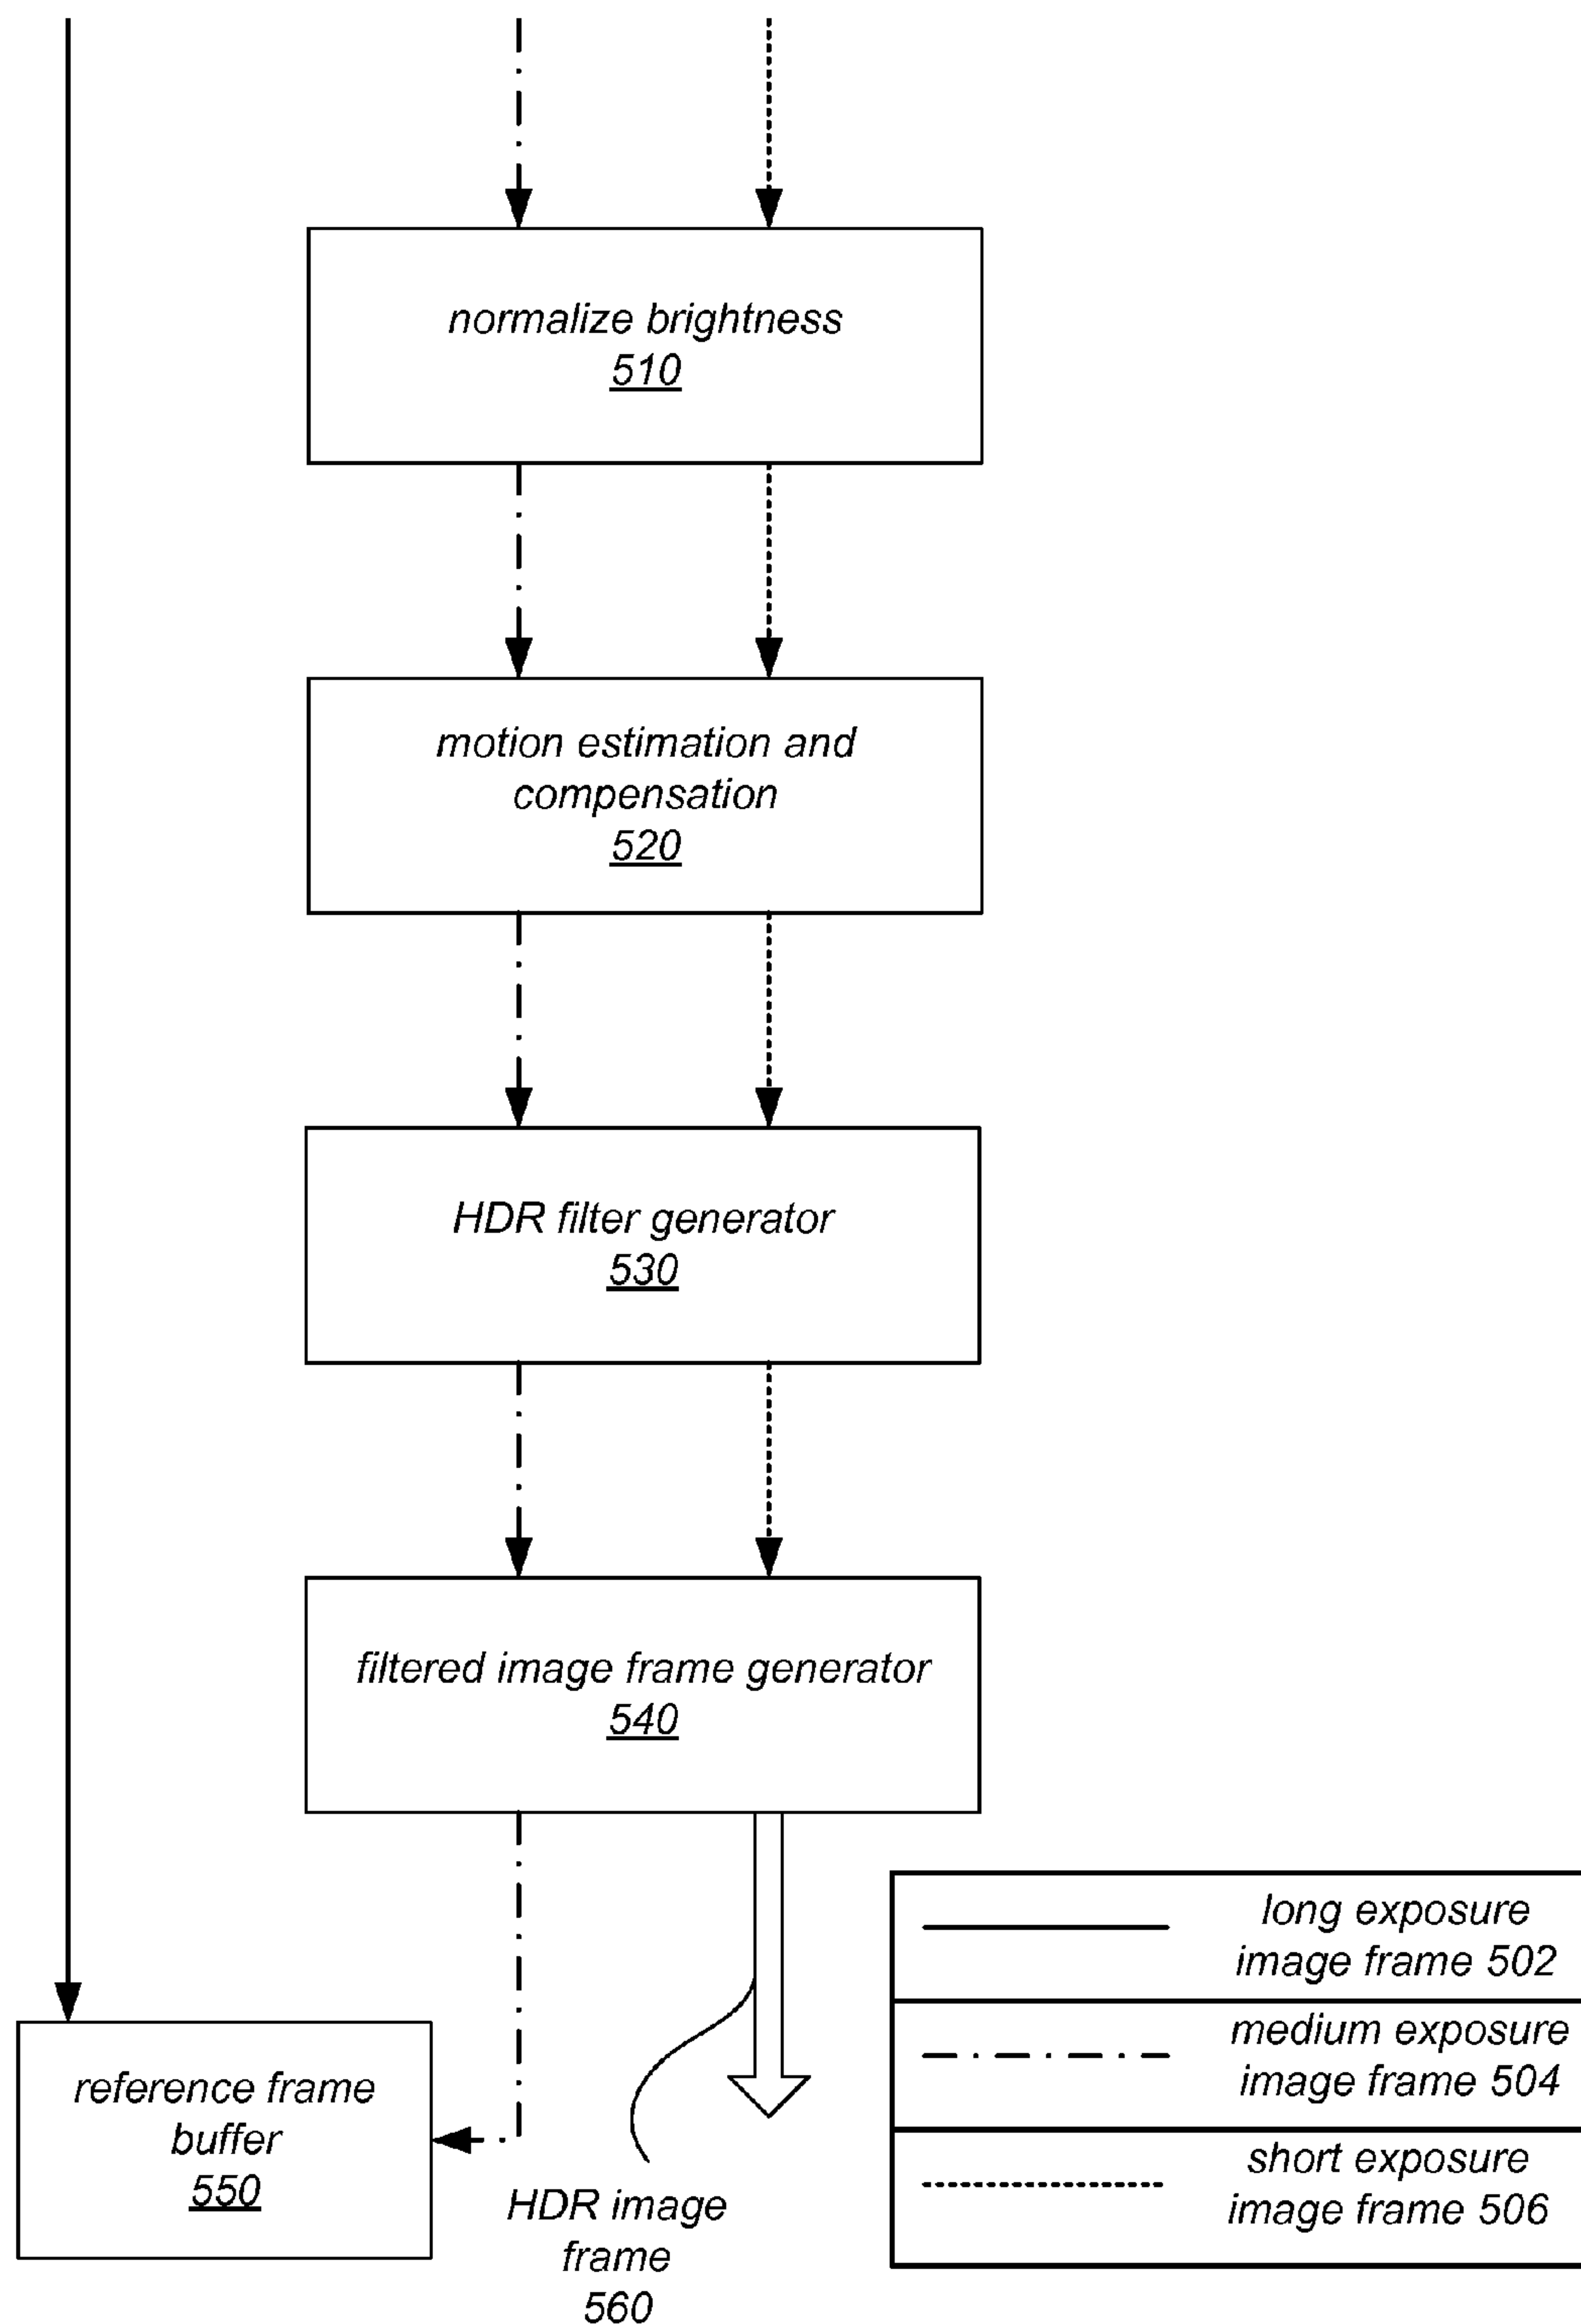 normalize brightness
510
motion estimation and
compensation
520
HDR filter generator
530
filtered image frame generator
540
reference frame
buffer
550
HDR image
frame
560
long exposure
image frame 502
medium exposure
image frame 504
short exposure
image frame 506